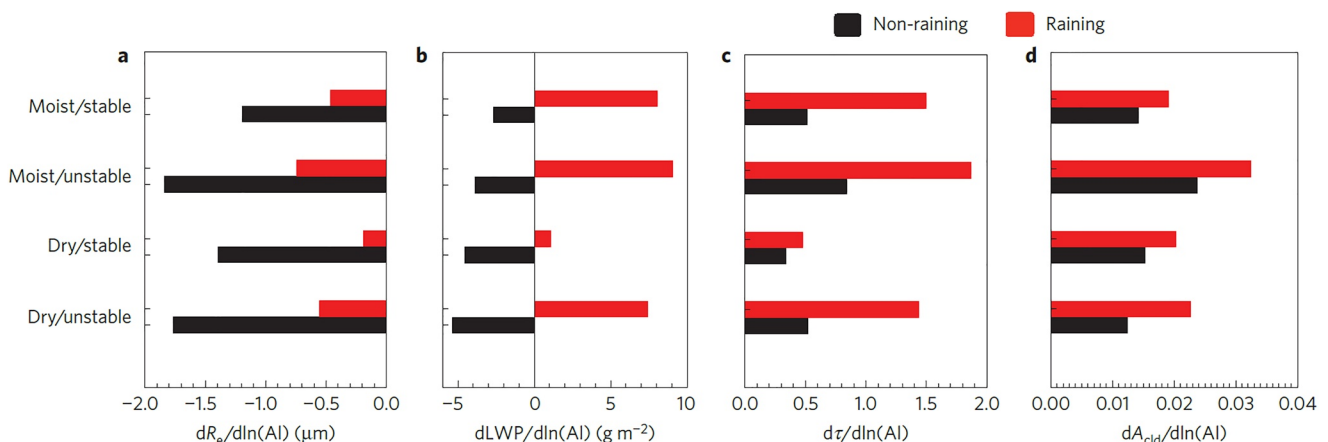 Non-raining Raining
a b c d
Moist/stable
Moist/unstable
Dry/stable
Dry/unstable
−2.0 −1.5 −1.0 −0.5 0.0 −5 0 5 10 0.0 0.5 1.0 1.5 2.0 0.00 0.01 0.02 0.03 0.04
dRe/dln(AI) (μm) dLWP/dln(AI) (g m⁻²) dτ/dln(AI) dAcld/dln(AI)